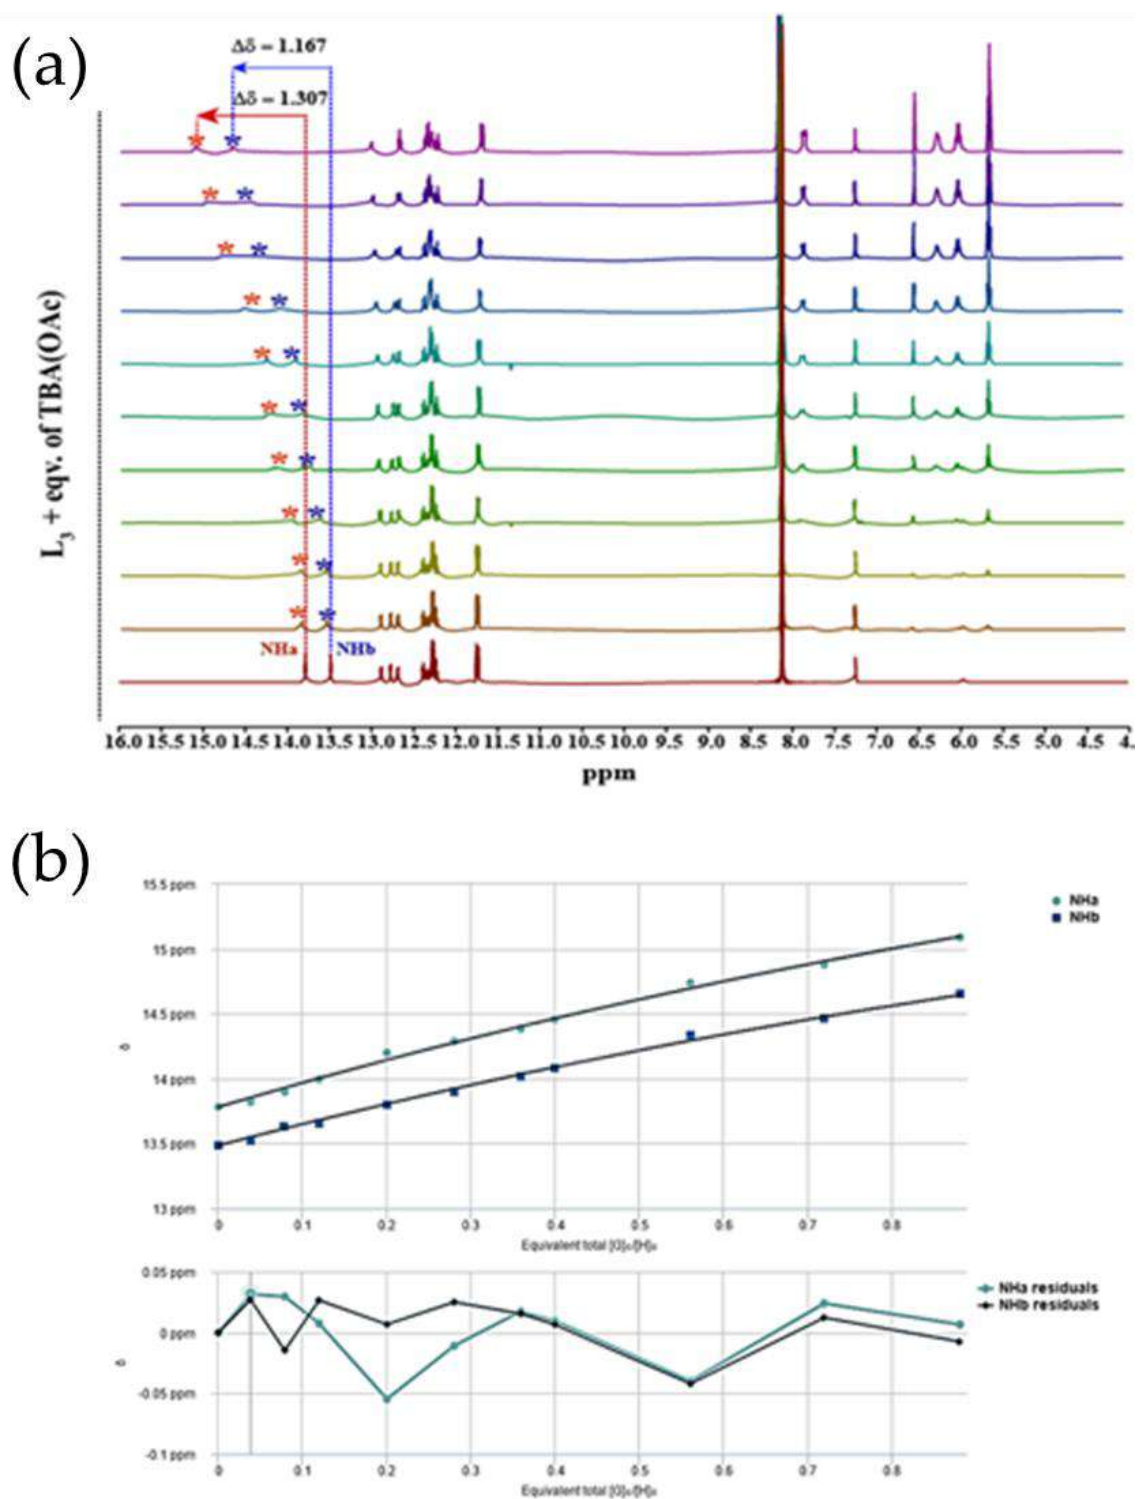 (a)
Δδ = 1.167
Δδ = 1.307
* *
* *
* *
* *
* *
* *
* *
* *
* *
* *
NHa NHb
L3 + eqv. of TBA(OAc)
16.0 15.5 15.0 14.5 14.0 13.5 13.0 12.5 12.0 11.5 11.0 10.5 10.0 9.5 9.0 8.5 8.0 7.5 7.0 6.5 6.0 5.5 5.0 4.5 4.
ppm
(b)
15.5 ppm
15 ppm
14.5 ppm
14 ppm
13.5 ppm
13 ppm
δ
NHa
NHb
0 0.1 0.2 0.3 0.4 0.5 0.6 0.7 0.8
Equivalent total [G]₀/[H]₀
0.05 ppm
0 ppm
-0.05 ppm
-0.1 ppm
δ
NHa residuals
NHb residuals
0 0.1 0.2 0.3 0.4 0.5 0.6 0.7 0.8
Equivalent total [G]₀/[H]₀